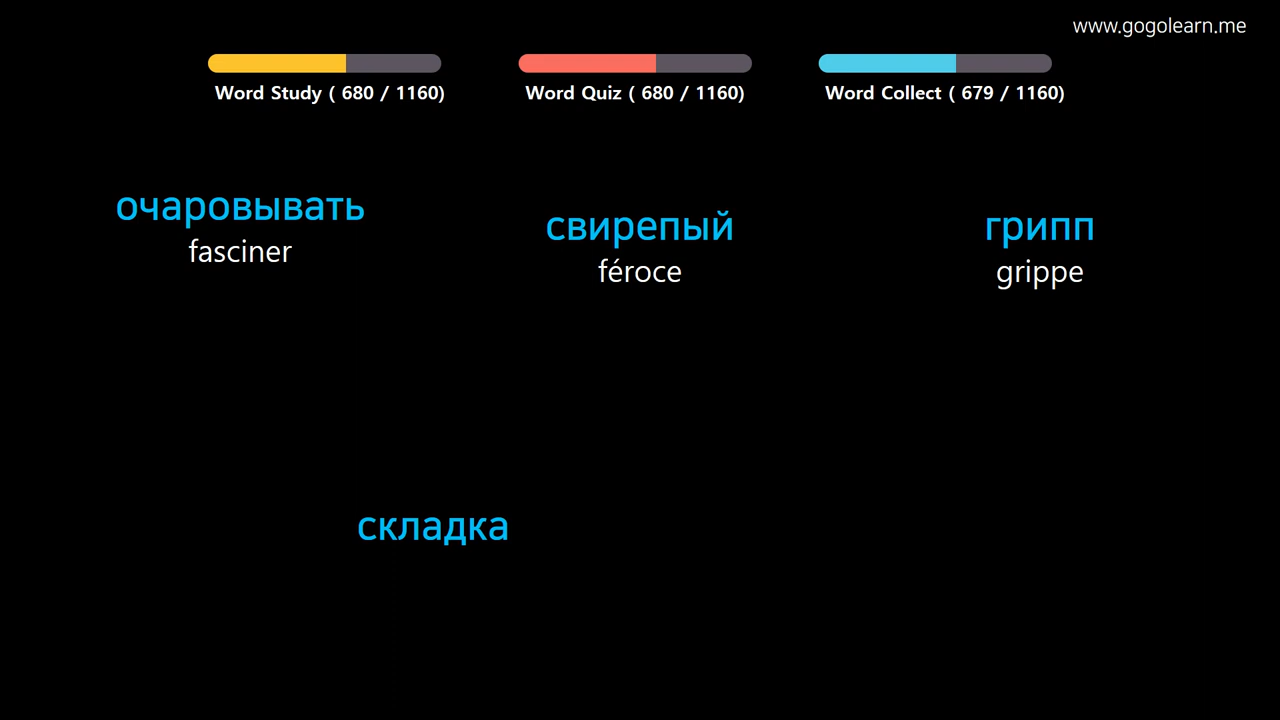 www.gogolearn.me
Word Study ( 680 / 1160)
Word Quiz ( 680 / 1160)
Word Collect ( 679 / 1160)
очаровывать
fasciner
свирепый
féroce
грипп
grippe
складка